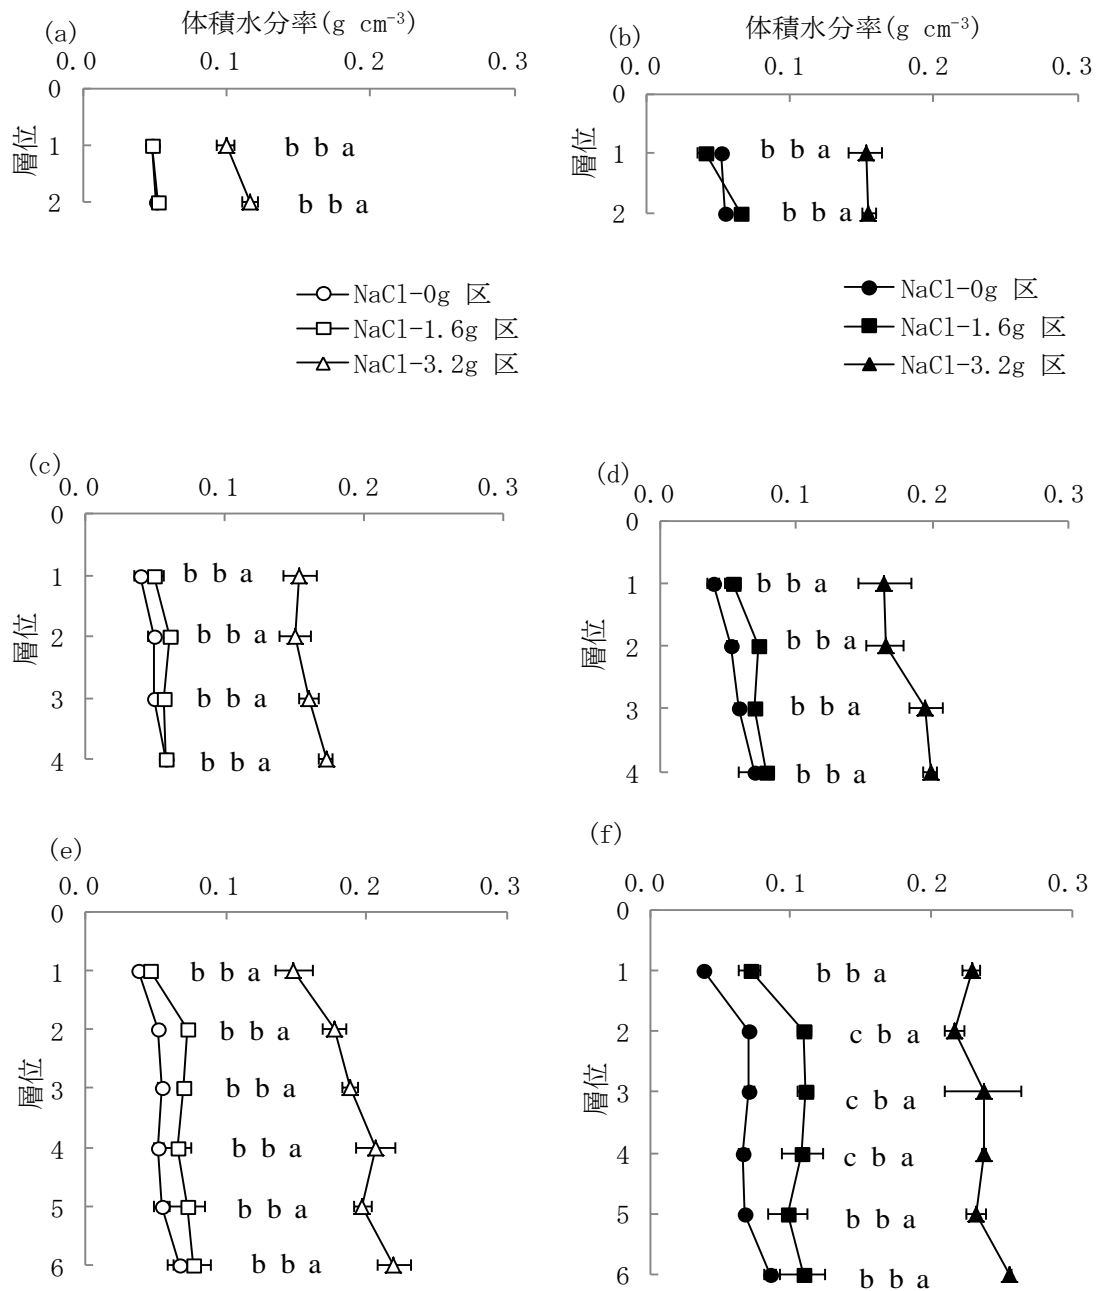 体積水分率(g cm⁻³)
(a)
0.0 0.1 0.2 0.3
0
1 b b a
2 b b a
層位
NaCl-0g 区
NaCl-1.6g 区
NaCl-3.2g 区
体積水分率(g cm⁻³)
(b)
0.0 0.1 0.2 0.3
0
1 b b a
2 b b a
層位
NaCl-0g 区
NaCl-1.6g 区
NaCl-3.2g 区
(c)
0.0 0.1 0.2 0.3
0
1 b b a
2 b b a
3 b b a
4 b b a
層位
(d)
0.0 0.1 0.2 0.3
0
1 b b a
2 b b a
3 b b a
4 b b a
層位
(e)
0.0 0.1 0.2 0.3
0
1 b b a
2 b b a
3 b b a
4 b b a
5 b b a
6 b b a
層位
(f)
0.0 0.1 0.2 0.3
0
1 b b a
2 c b a
3 c b a
4 c b a
5 b b a
6 b b a
層位